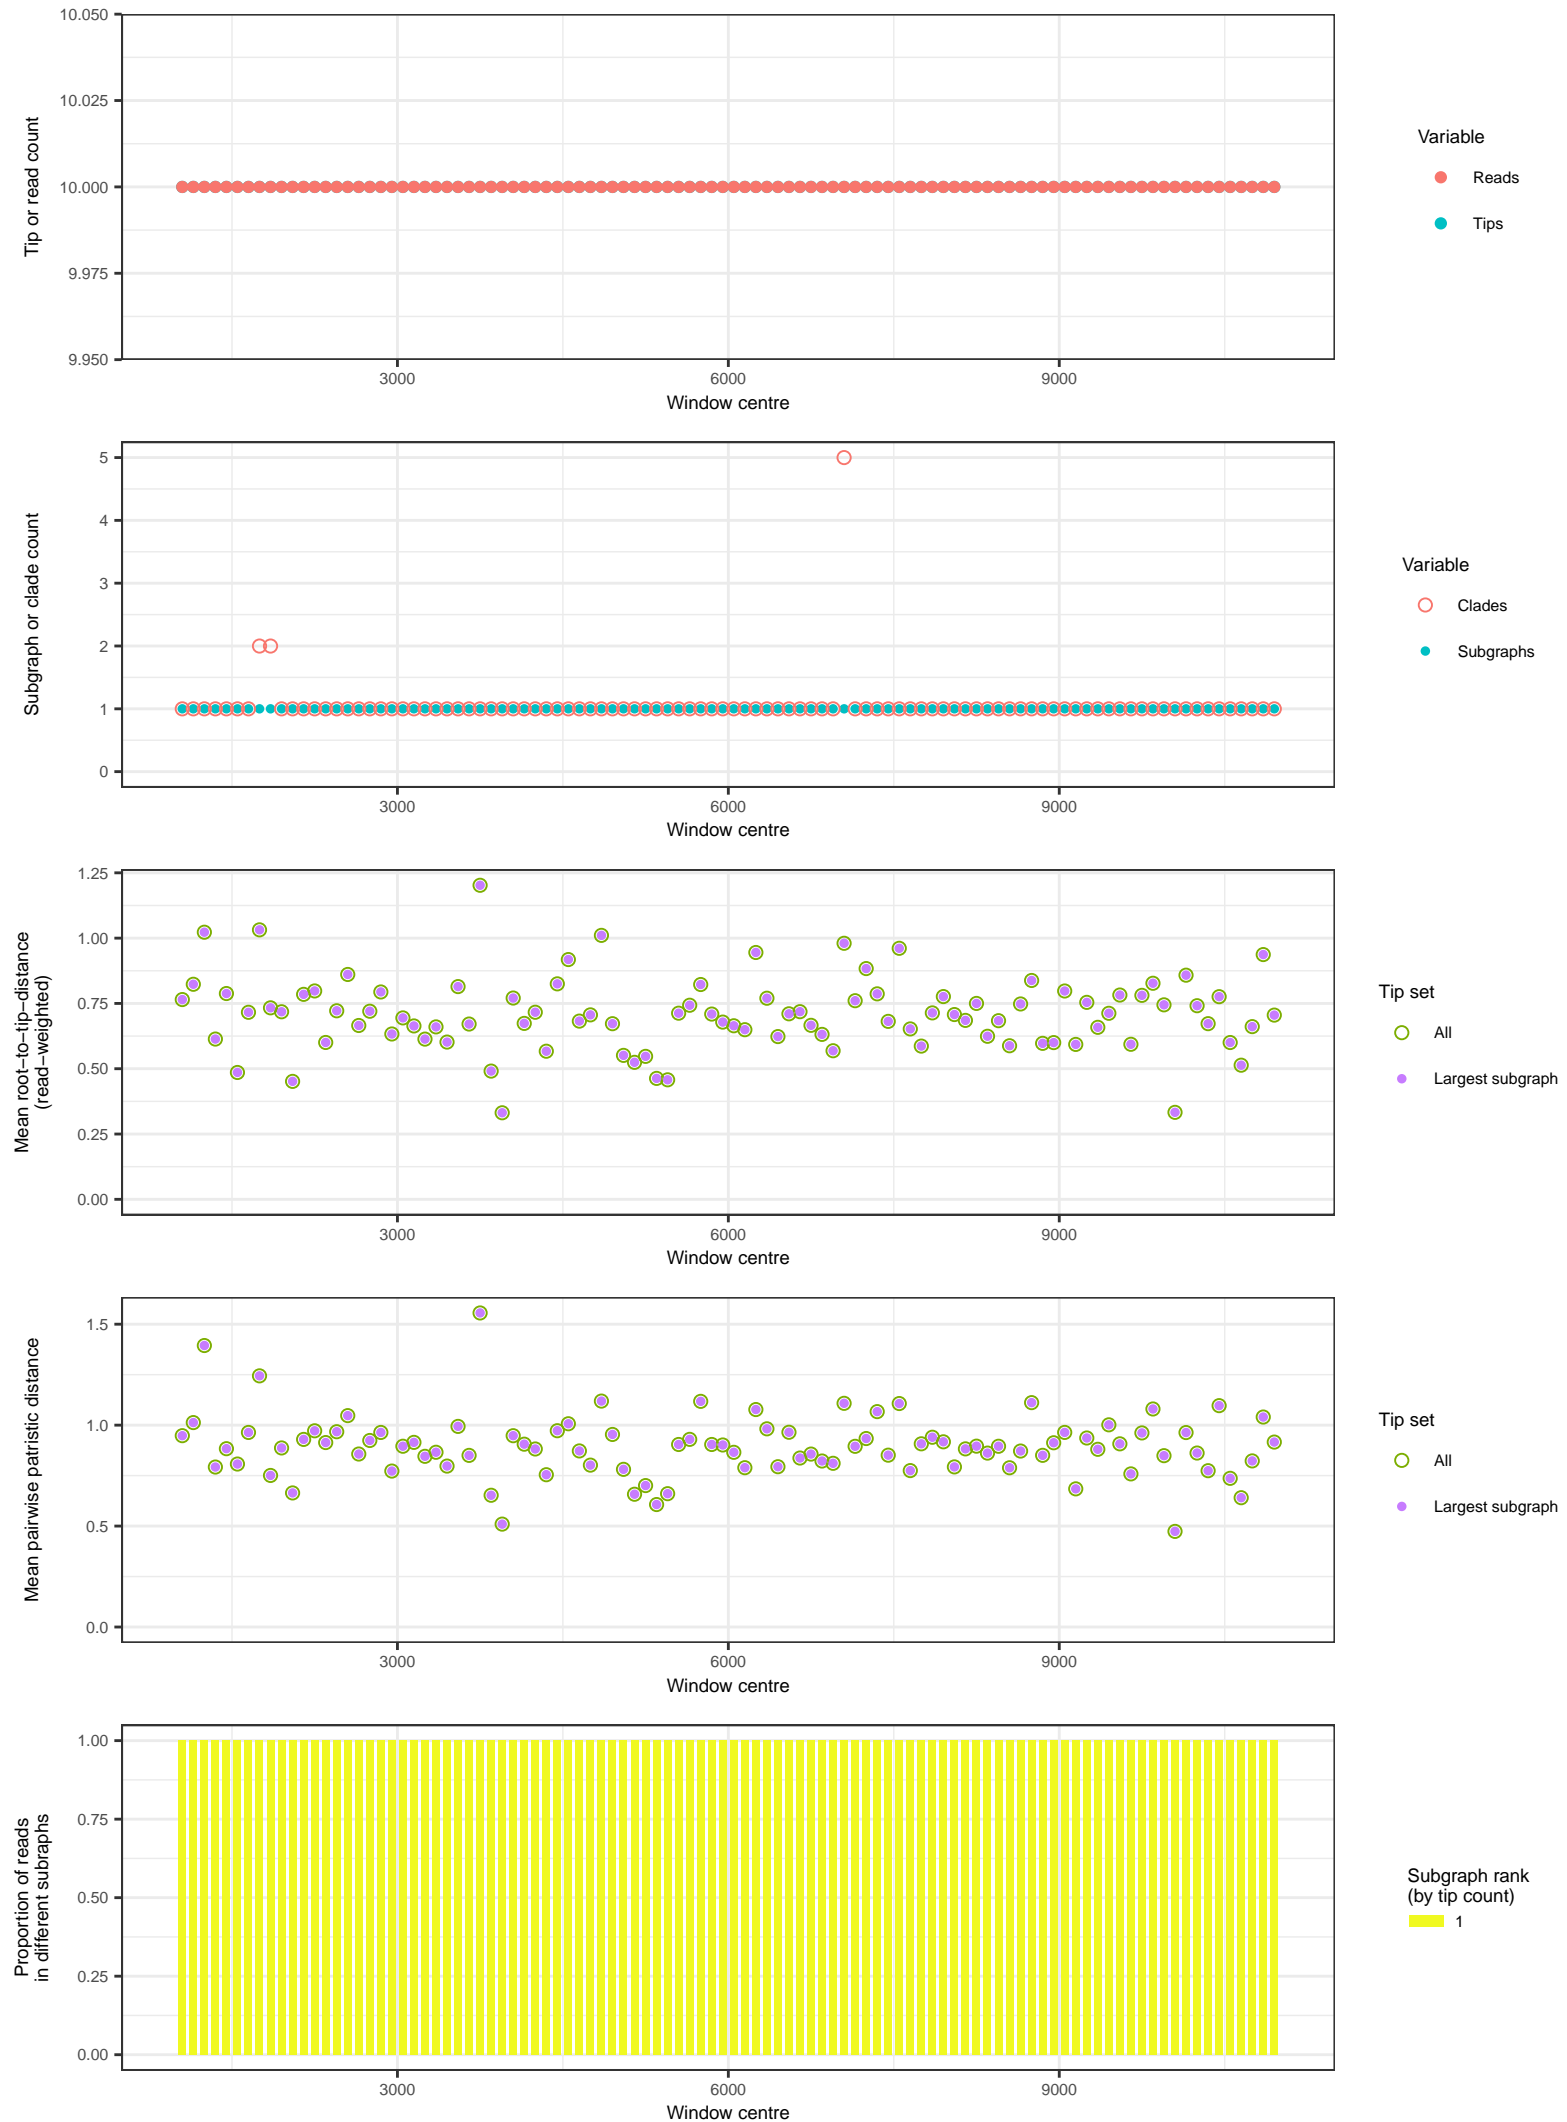 10.050
10.025
10.000
9.975
9.950
Tip or read count
3000
6000
9000
Window centre
Variable
Reads
Tips
5
4
3
2
1
0
Subgraph or clade count
3000
6000
9000
Window centre
Variable
Clades
Subgraphs
1.25
1.00
0.75
0.50
0.25
0.00
Mean root−to−tip−distance
(read−weighted)
3000
6000
9000
Window centre
Tip set
All
Largest subgraph
1.5
1.0
0.5
0.0
Mean pairwise patristic distance
3000
6000
9000
Window centre
Tip set
All
Largest subgraph
1.00
0.75
0.50
0.25
0.00
Proportion of reads
in different subraphs
3000
6000
9000
Window centre
Subgraph rank
(by tip count)
1